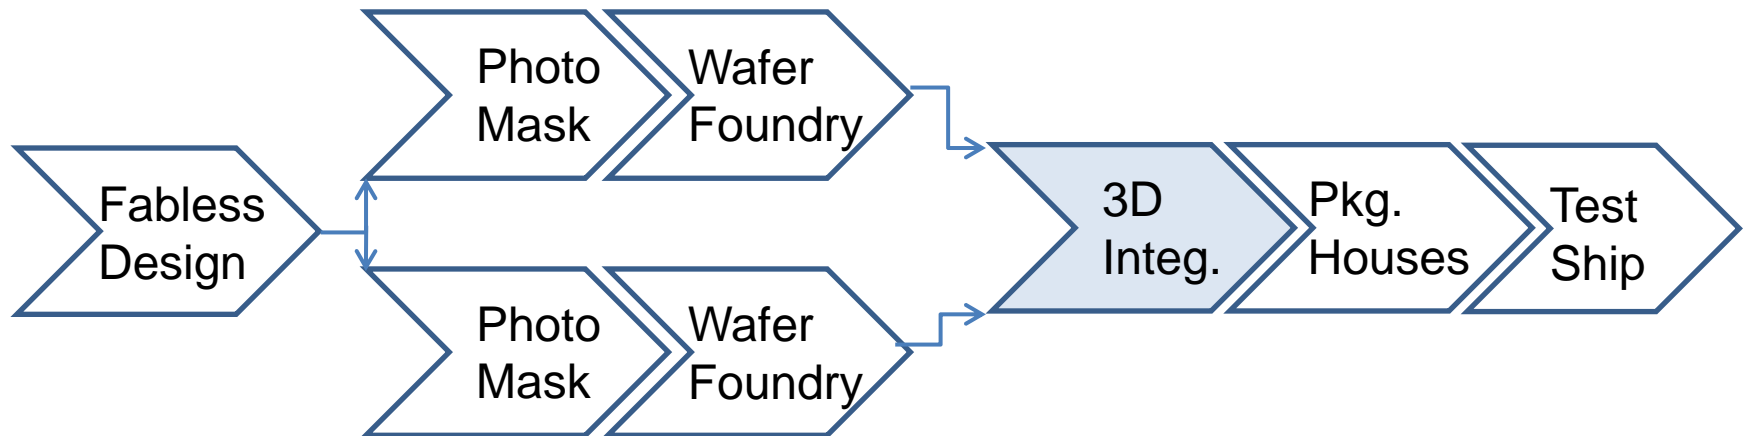 Fabless
Design
Photo
Mask
Wafer
Foundry
Photo
Mask
Wafer
Foundry
3D
Integ.
Pkg.
Houses
Test
Ship